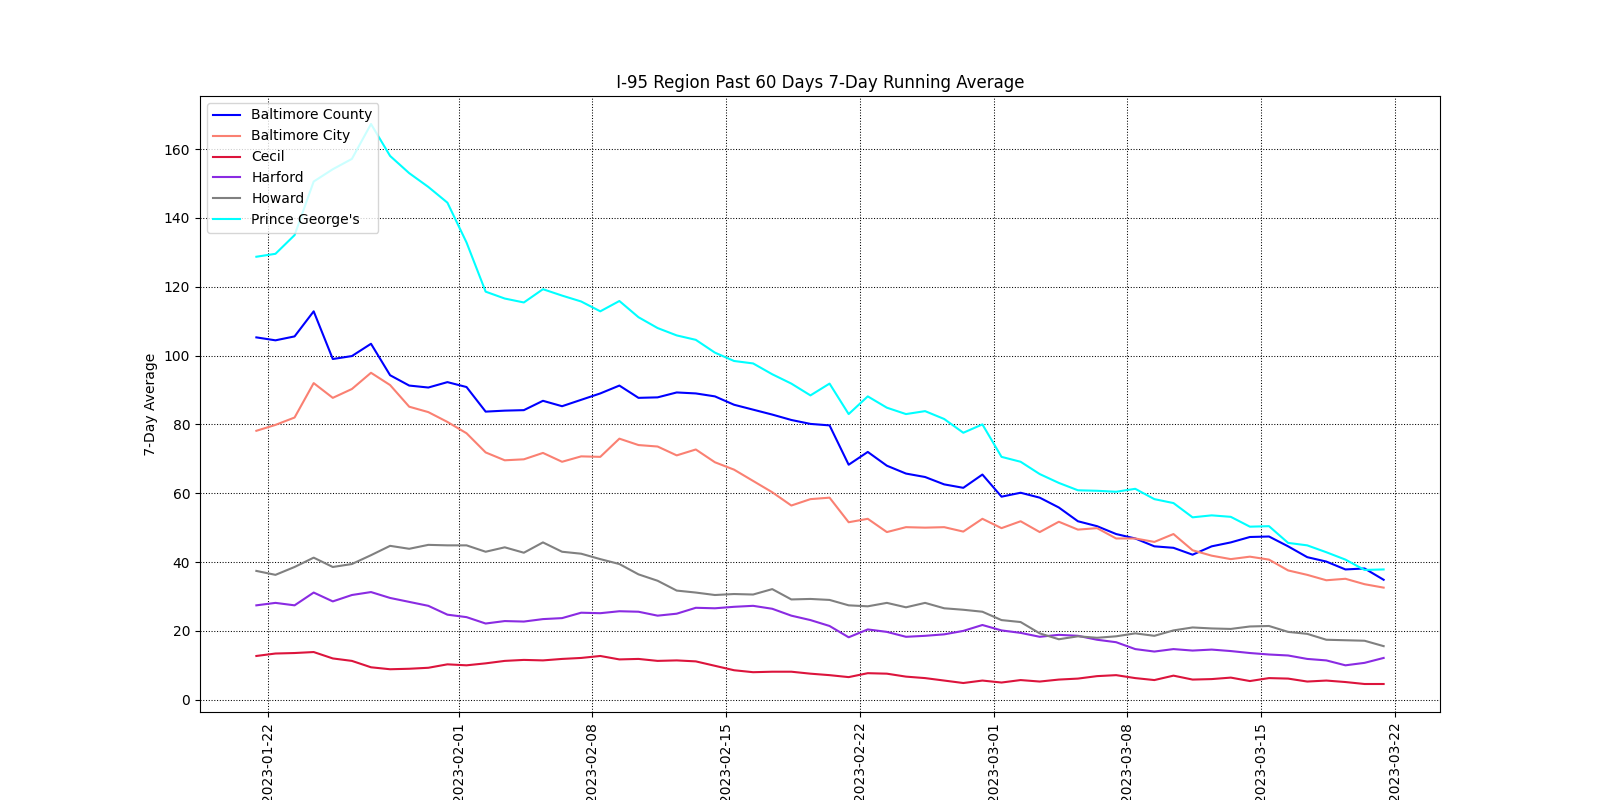 I-95 Region Past 60 Days 7-Day Running Average
Baltimore County
Baltimore City
Cecil
Harford
Howard
Prince George's
7-Day Average
160
140
120
100
80
60
40
20
0
2023-01-22
2023-02-01
2023-02-08
2023-02-15
2023-02-22
2023-03-01
2023-03-08
2023-03-15
2023-03-22